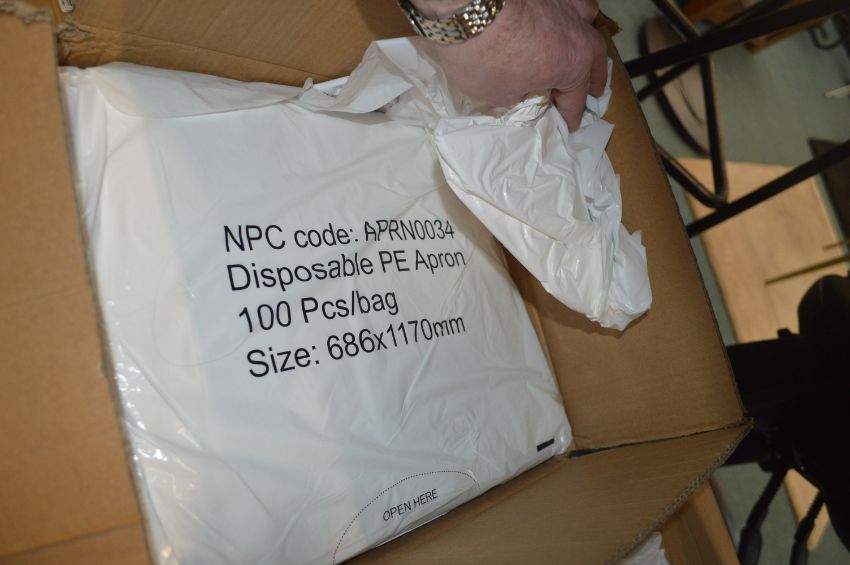 NPC code: APRN0034
Disposable PE Apron
100 Pcs/bag
Size: 686x1170mm
OPEN HERE